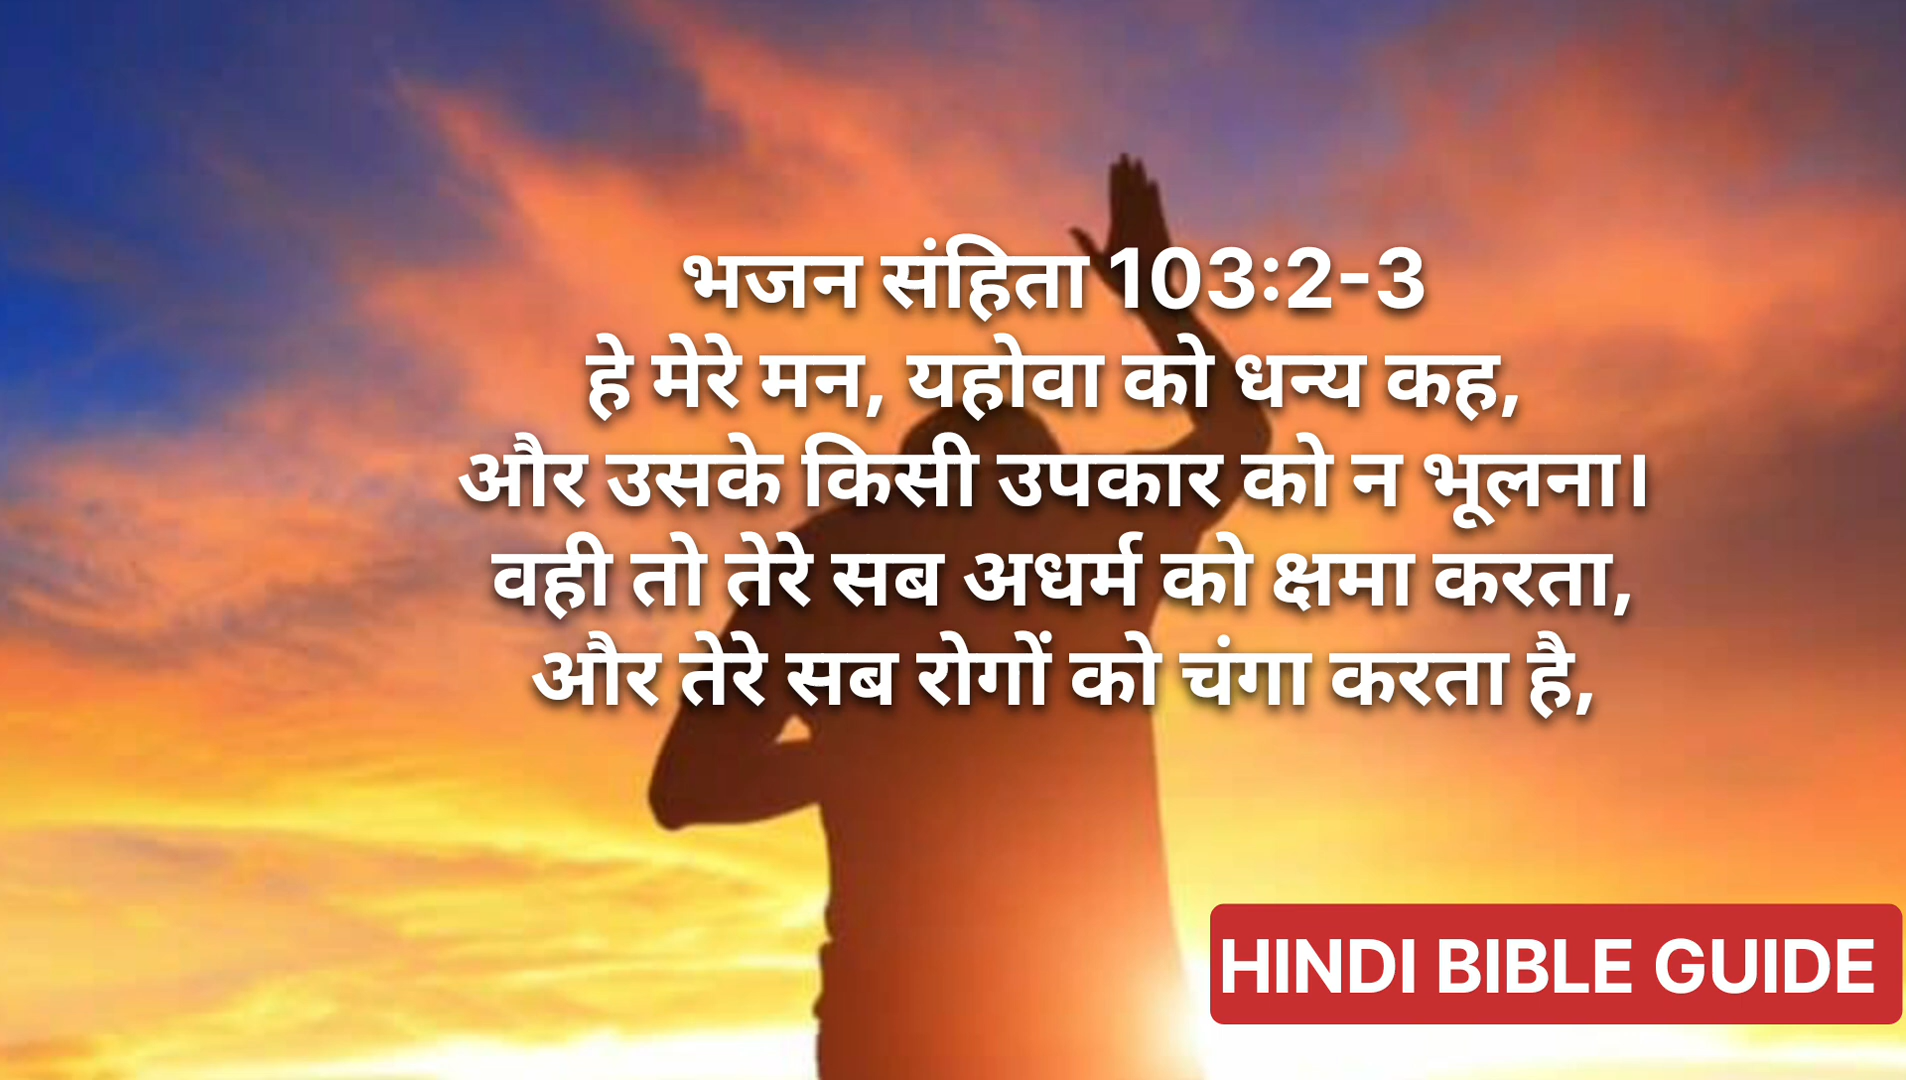 भजन संहिता 103:2-3
हे मेरे मन, यहोवा को धन्य कह,
और उसके किसी उपकार को न भूलना।
वही तो तेरे सब अधर्म को क्षमा करता,
और तेरे सब रोगों को चंगा करता है,
HINDI BIBLE GUIDE